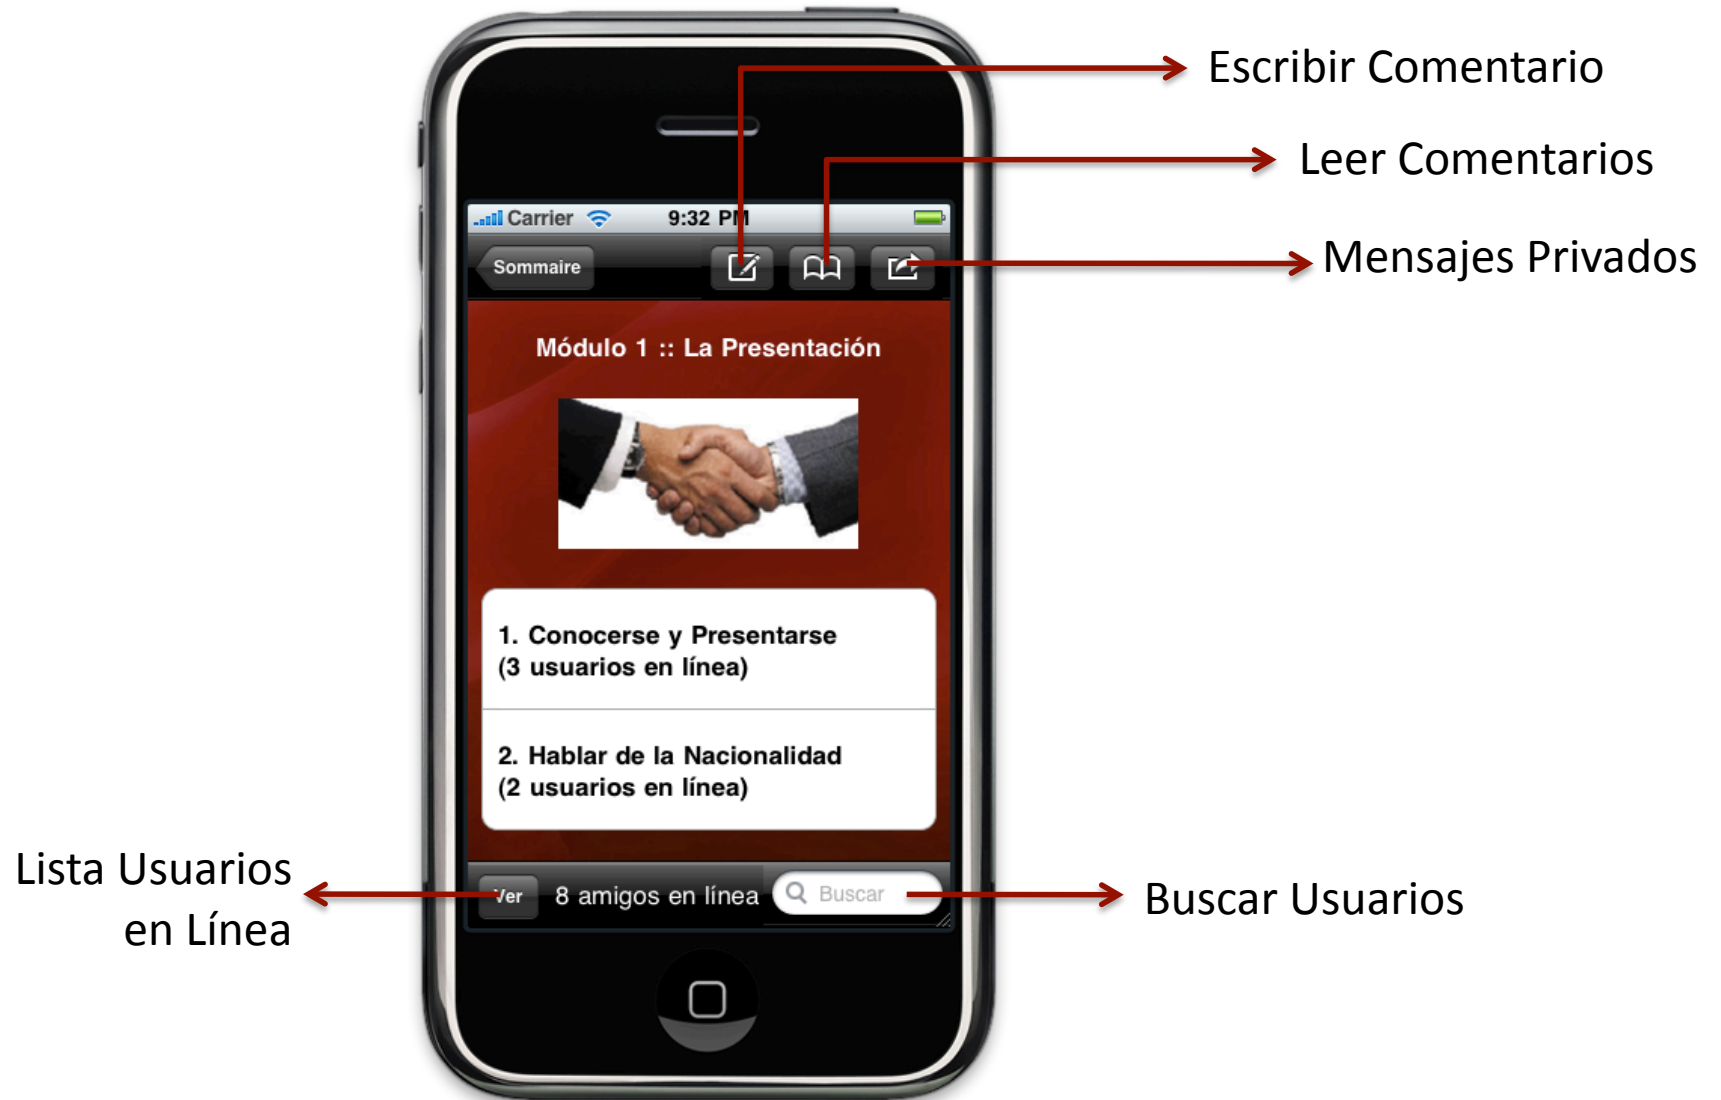 Escribir Comentario
Leer Comentarios
Mensajes Privados
Carrier 9:32 PM
Sommaire
Módulo 1 :: La Presentación
1. Conocerse y Presentarse
(3 usuarios en línea)
2. Hablar de la Nacionalidad
(2 usuarios en línea)
Lista Usuarios
en Línea
Ver 8 amigos en línea Buscar
Buscar Usuarios